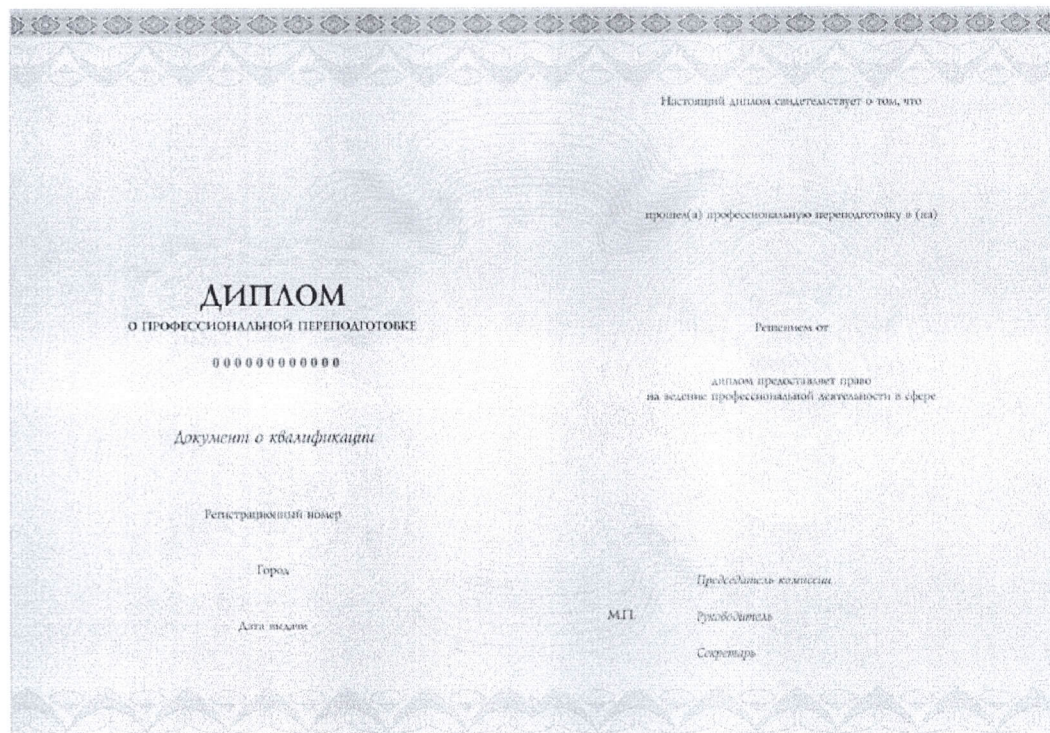 ДИПЛОМ
О ПРОФЕССИОНАЛЬНОЙ ПЕРЕПОДГОТОВКЕ
000000000000
Документ о квалификации
Регистрационный номер
Город
Дата выдачи
Настоящий диплом свидетельствует о том, что
прошел(а) профессиональную переподготовку в (на)
Решением от
диплом предоставляет право
на ведение профессиональной деятельности в сфере
Председатель комиссии
М.П.
Руководитель
Секретарь